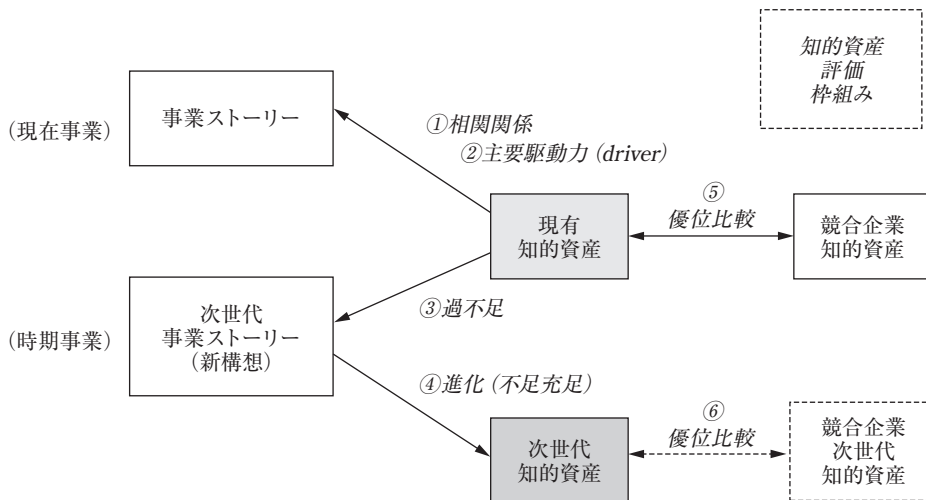 知的資産
評価
枠組み
(現在事業)
事業ストーリー
①相関関係
②主要駆動力 (driver)
現有
知的資産
⑤
優位比較
競合企業
知的資産
(時期事業)
次世代
事業ストーリー
(新構想)
③過不足
④進化 (不足充足)
次世代
知的資産
⑥
優位比較
競合企業
次世代
知的資産